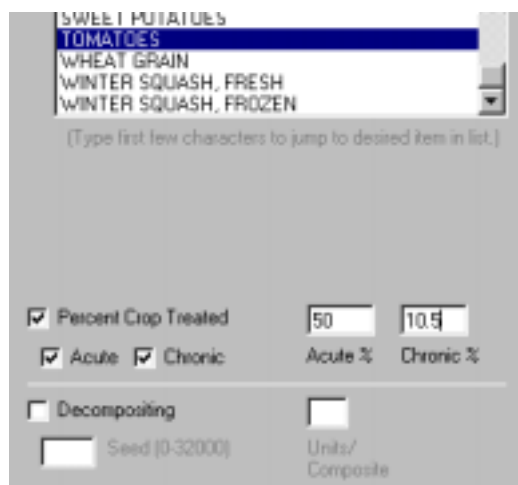 SWEET POTATOES
TOMATOES
WHEAT GRAIN
WINTER SQUASH, FRESH
WINTER SQUASH, FROZEN
(Type first few characters to jump to desired item in list.)
Percent Crop Treated 50 10.5
Acute Chronic Acute % Chronic %
Decompositing
Seed (0-32000) Units/
Composite